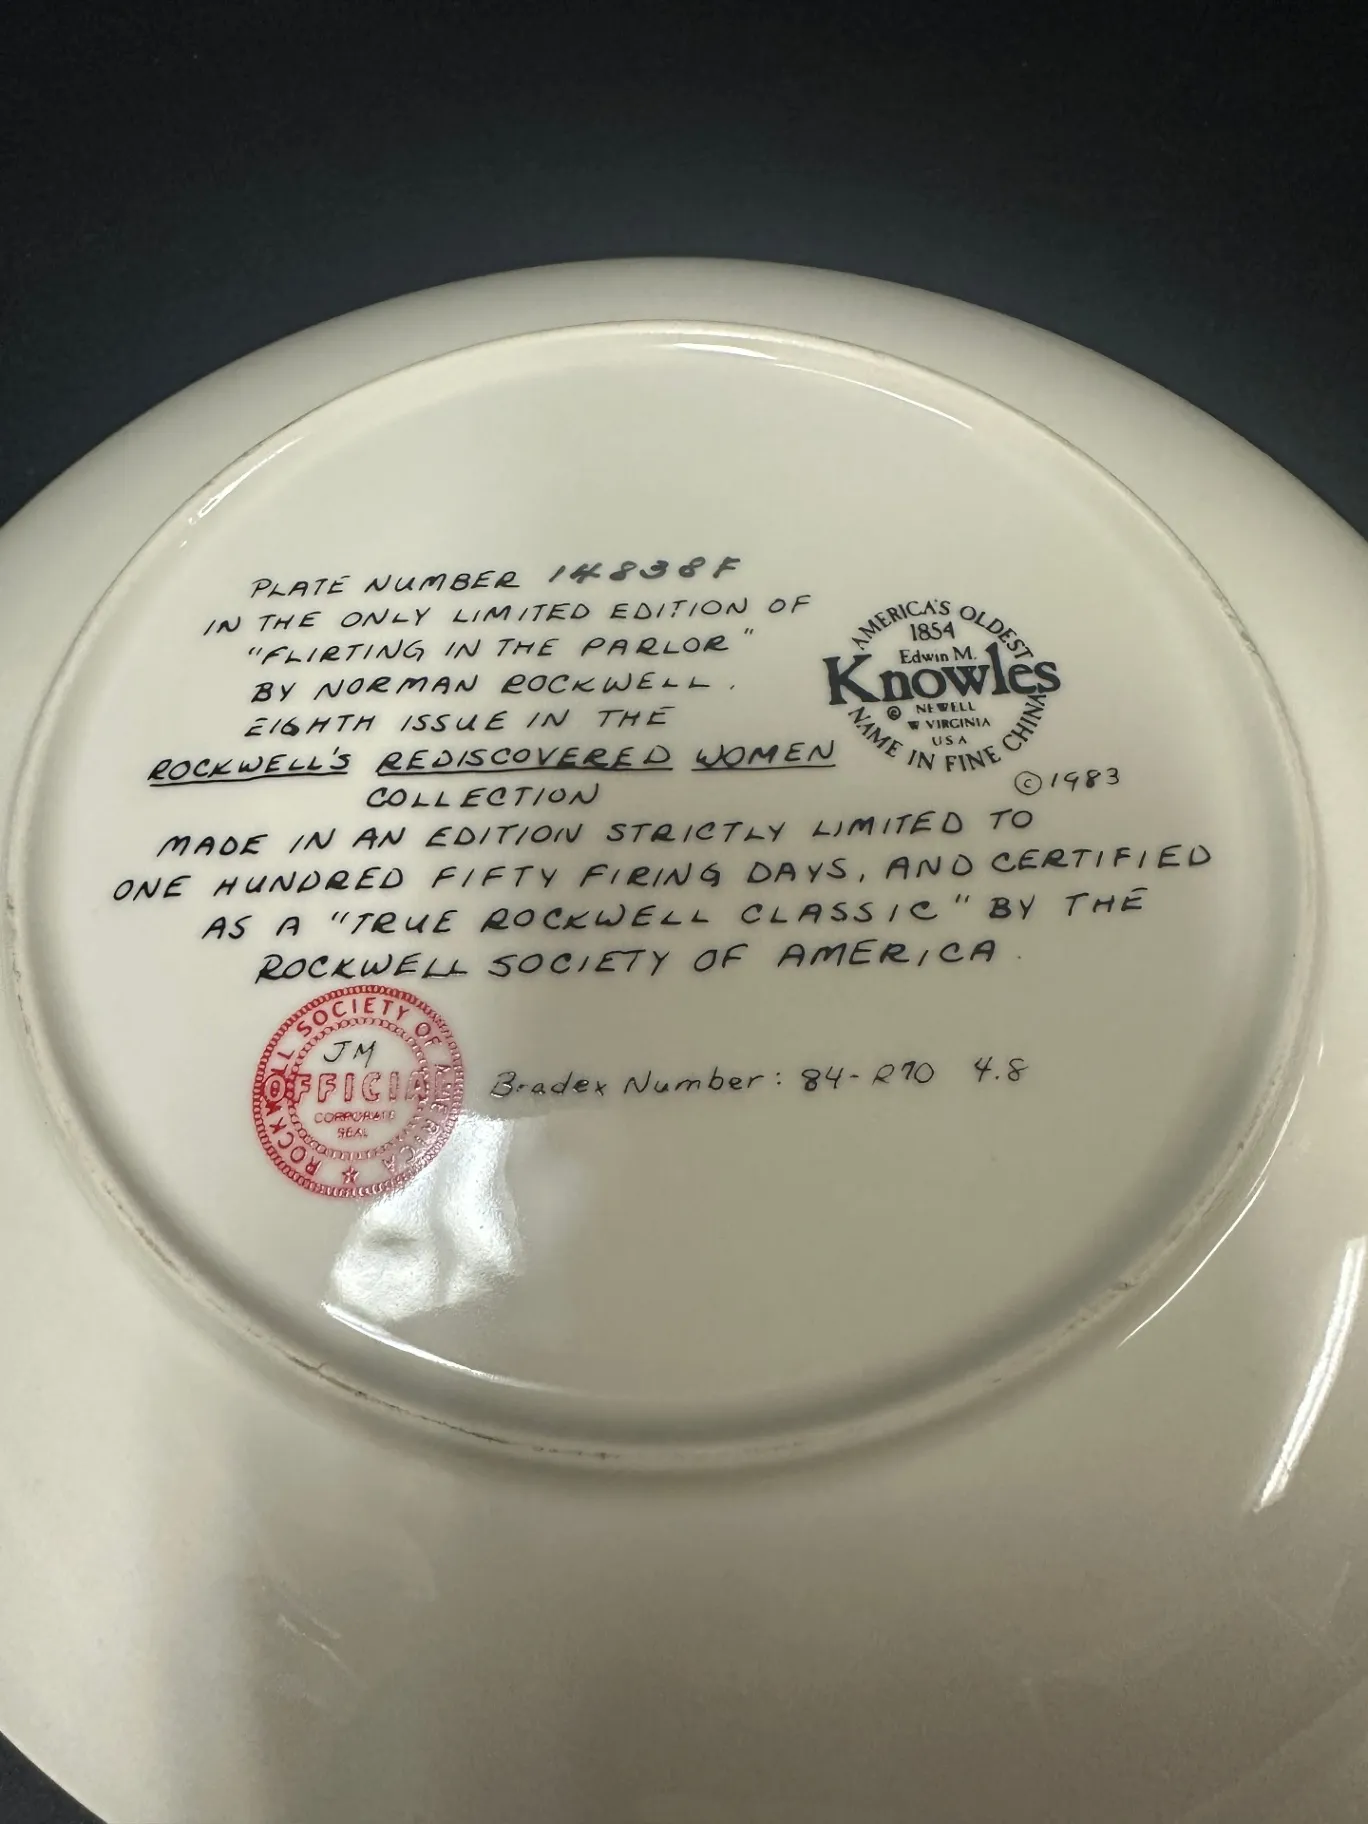 PLATE NUMBER 14838F
IN THE ONLY LIMITED EDITION OF
"FLIRTING IN THE PARLOR"
BY NORMAN ROCKWELL.
EIGHTH ISSUE IN THE
ROCKWELL'S REDISCOVERED WOMEN
COLLECTION
MADE IN AN EDITION STRICTLY LIMITED TO
ONE HUNDRED FIFTY FIRING DAYS, AND CERTIFIED
AS A "TRUE ROCKWELL CLASSIC" BY THE
ROCKWELL SOCIETY OF AMERICA.
AMERICA'S OLDEST
1854
Edwin M.
Knowles
© NEWELL
W VIRGINIA
USA
NAME IN FINE CHINA
© 1983
ROCKWELL SOCIETY OF AMERICA
JM
OFFICIAL
CORPORATE
SEAL
Bradex Number: 84-R70 4.8